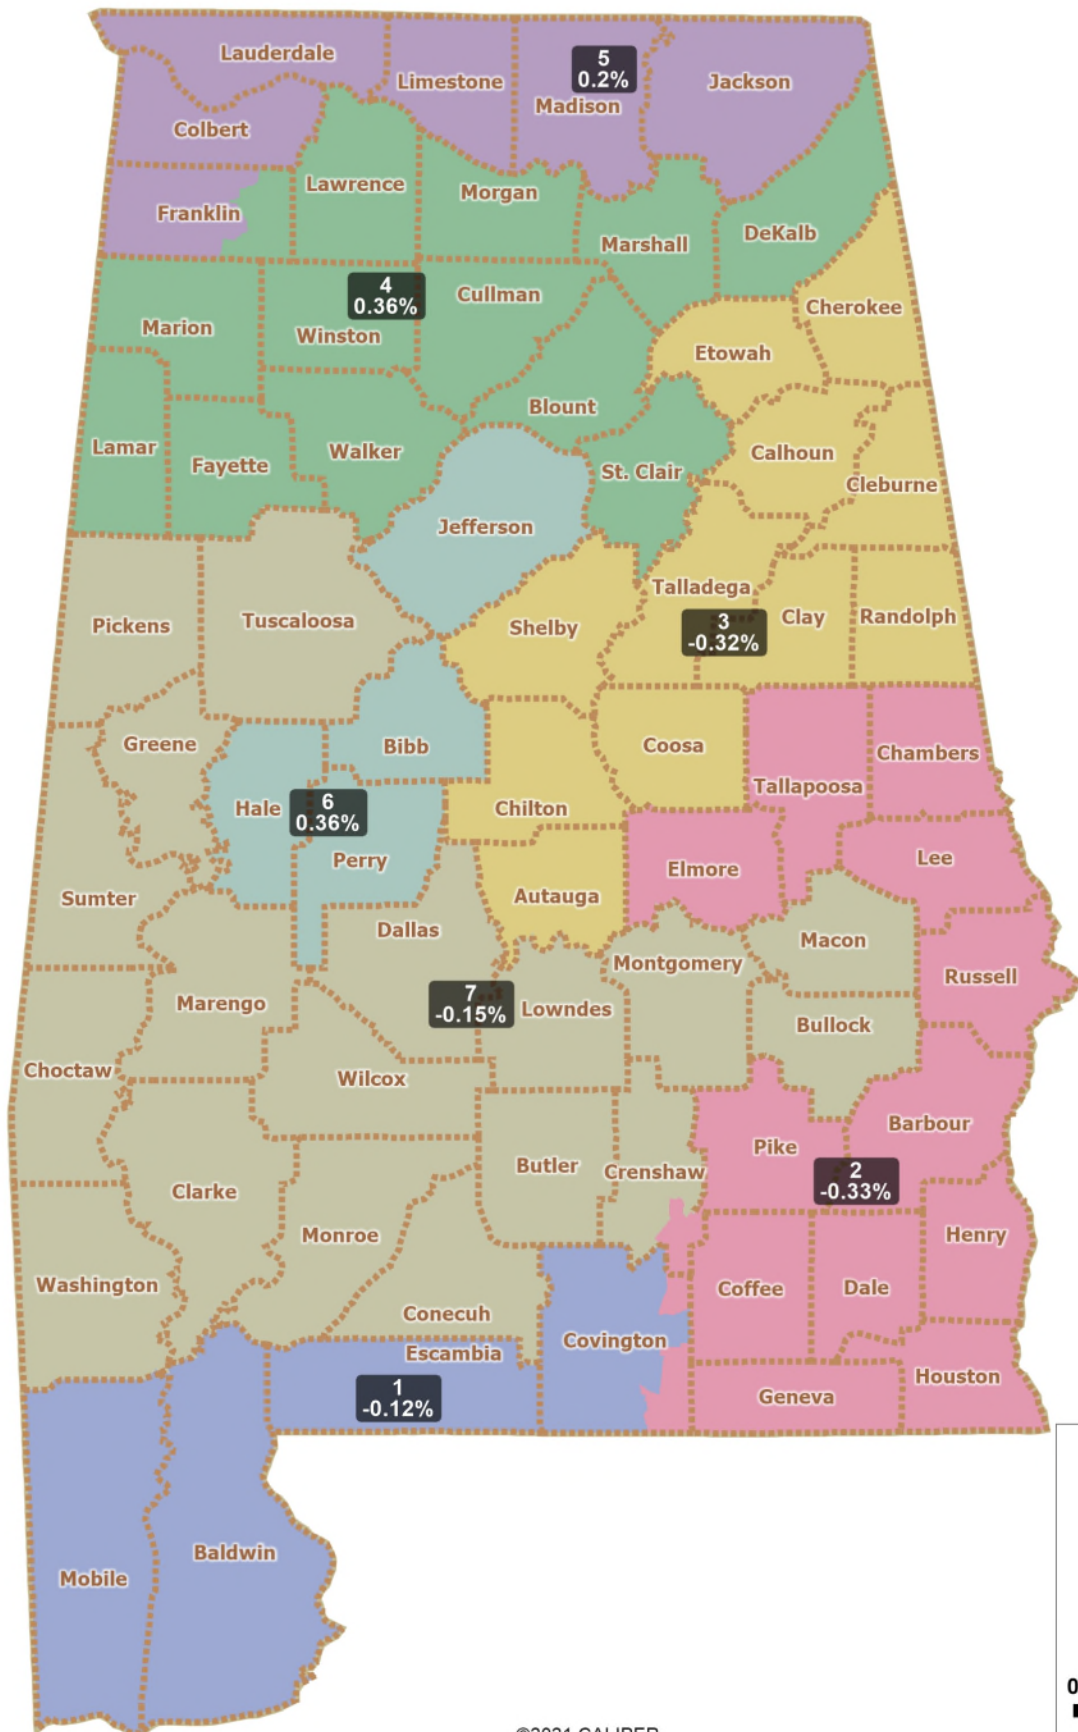 Lauderdale
Limestone
5
0.2%
Madison
Jackson
Colbert
Lawrence
Morgan
Franklin
Marshall
DeKalb
4
0.36%
Cullman
Cherokee
Marion
Winston
Etowah
Blount
Lamar
Fayette
Walker
St. Clair
Calhoun
Cleburne
Jefferson
Talladega
Pickens
Tuscaloosa
Shelby
3
-0.32%
Clay
Randolph
Greene
Bibb
Coosa
Chambers
Tallapoosa
Hale
6
0.36%
Chilton
Perry
Elmore
Lee
Sumter
Autauga
Dallas
Macon
Montgomery
Russell
Marengo
7
-0.15%
Lowndes
Bullock
Choctaw
Wilcox
Barbour
Pike
Butler
Crenshaw
2
-0.33%
Clarke
Monroe
Henry
Washington
Coffee
Dale
Conecuh
Covington
Escambia
1
-0.12%
Houston
Geneva
Baldwin
Mobile
0
©2021 CALIPER